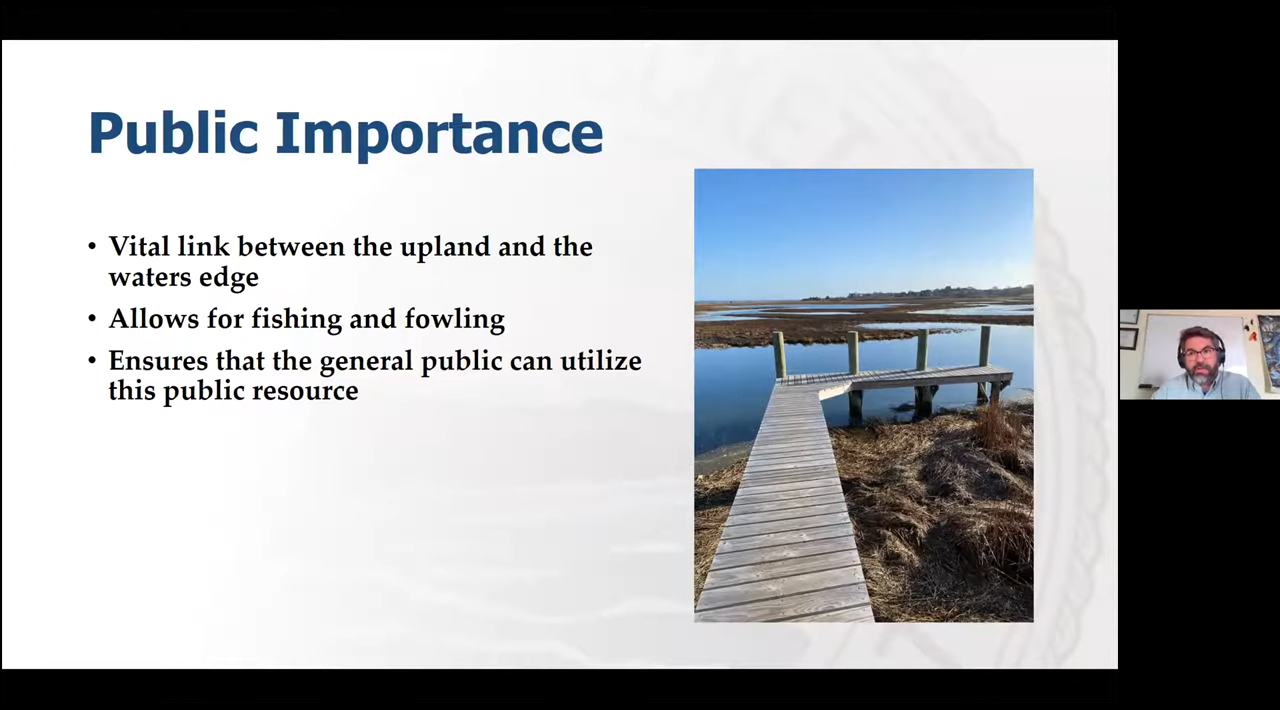 Public Importance
• Vital link between the upland and the
waters edge
• Allows for fishing and fowling
• Ensures that the general public can utilize
this public resource